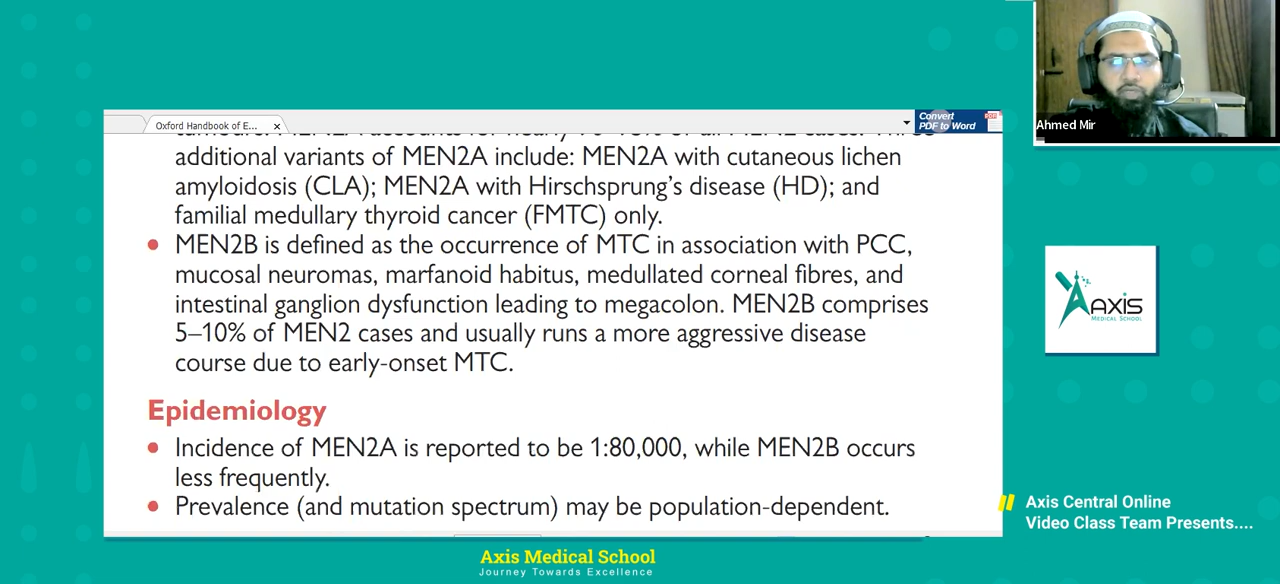 Oxford Handbook of E...
Convert
PDF to Word
PDF
additional variants of MEN2A include: MEN2A with cutaneous lichen
amyloidosis (CLA); MEN2A with Hirschsprung's disease (HD); and
familial medullary thyroid cancer (FMTC) only.
• MEN2B is defined as the occurrence of MTC in association with PCC,
mucosal neuromas, marfanoid habitus, medullated corneal fibres, and
intestinal ganglion dysfunction leading to megacolon. MEN2B comprises
5–10% of MEN2 cases and usually runs a more aggressive disease
course due to early-onset MTC.
Epidemiology
• Incidence of MEN2A is reported to be 1:80,000, while MEN2B occurs
less frequently.
• Prevalence (and mutation spectrum) may be population-dependent.
Ahmed Mir
AXIS
MEDICAL SCHOOL
Axis Central Online
Video Class Team Presents....
Axis Medical School
Journey Towards Excellence